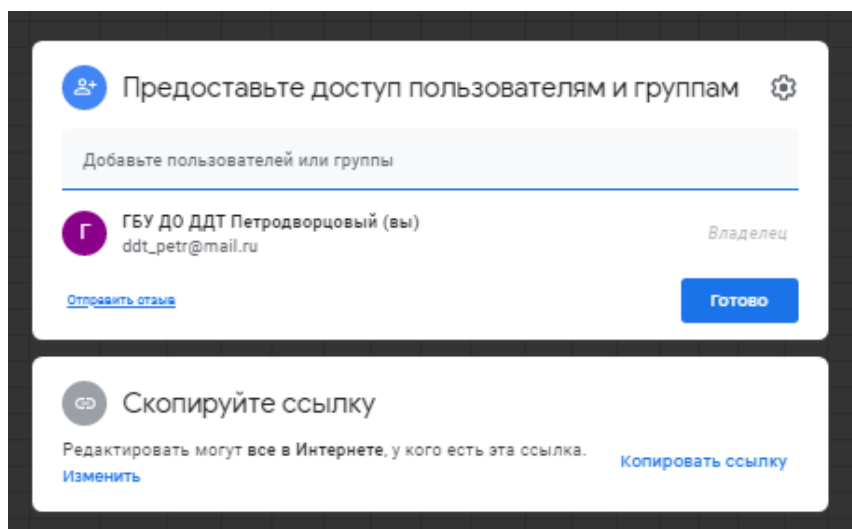 Предоставьте доступ пользователям и группам
Добавьте пользователей или группы
Г
ГБУ ДО ДДТ Петродворцовый (вы)
ddt_petr@mail.ru
Владелец
Отправить отзыв
Готово
Скопируйте ссылку
Редактировать могут все в Интернете, у кого есть эта ссылка.
Изменить
Копировать ссылку